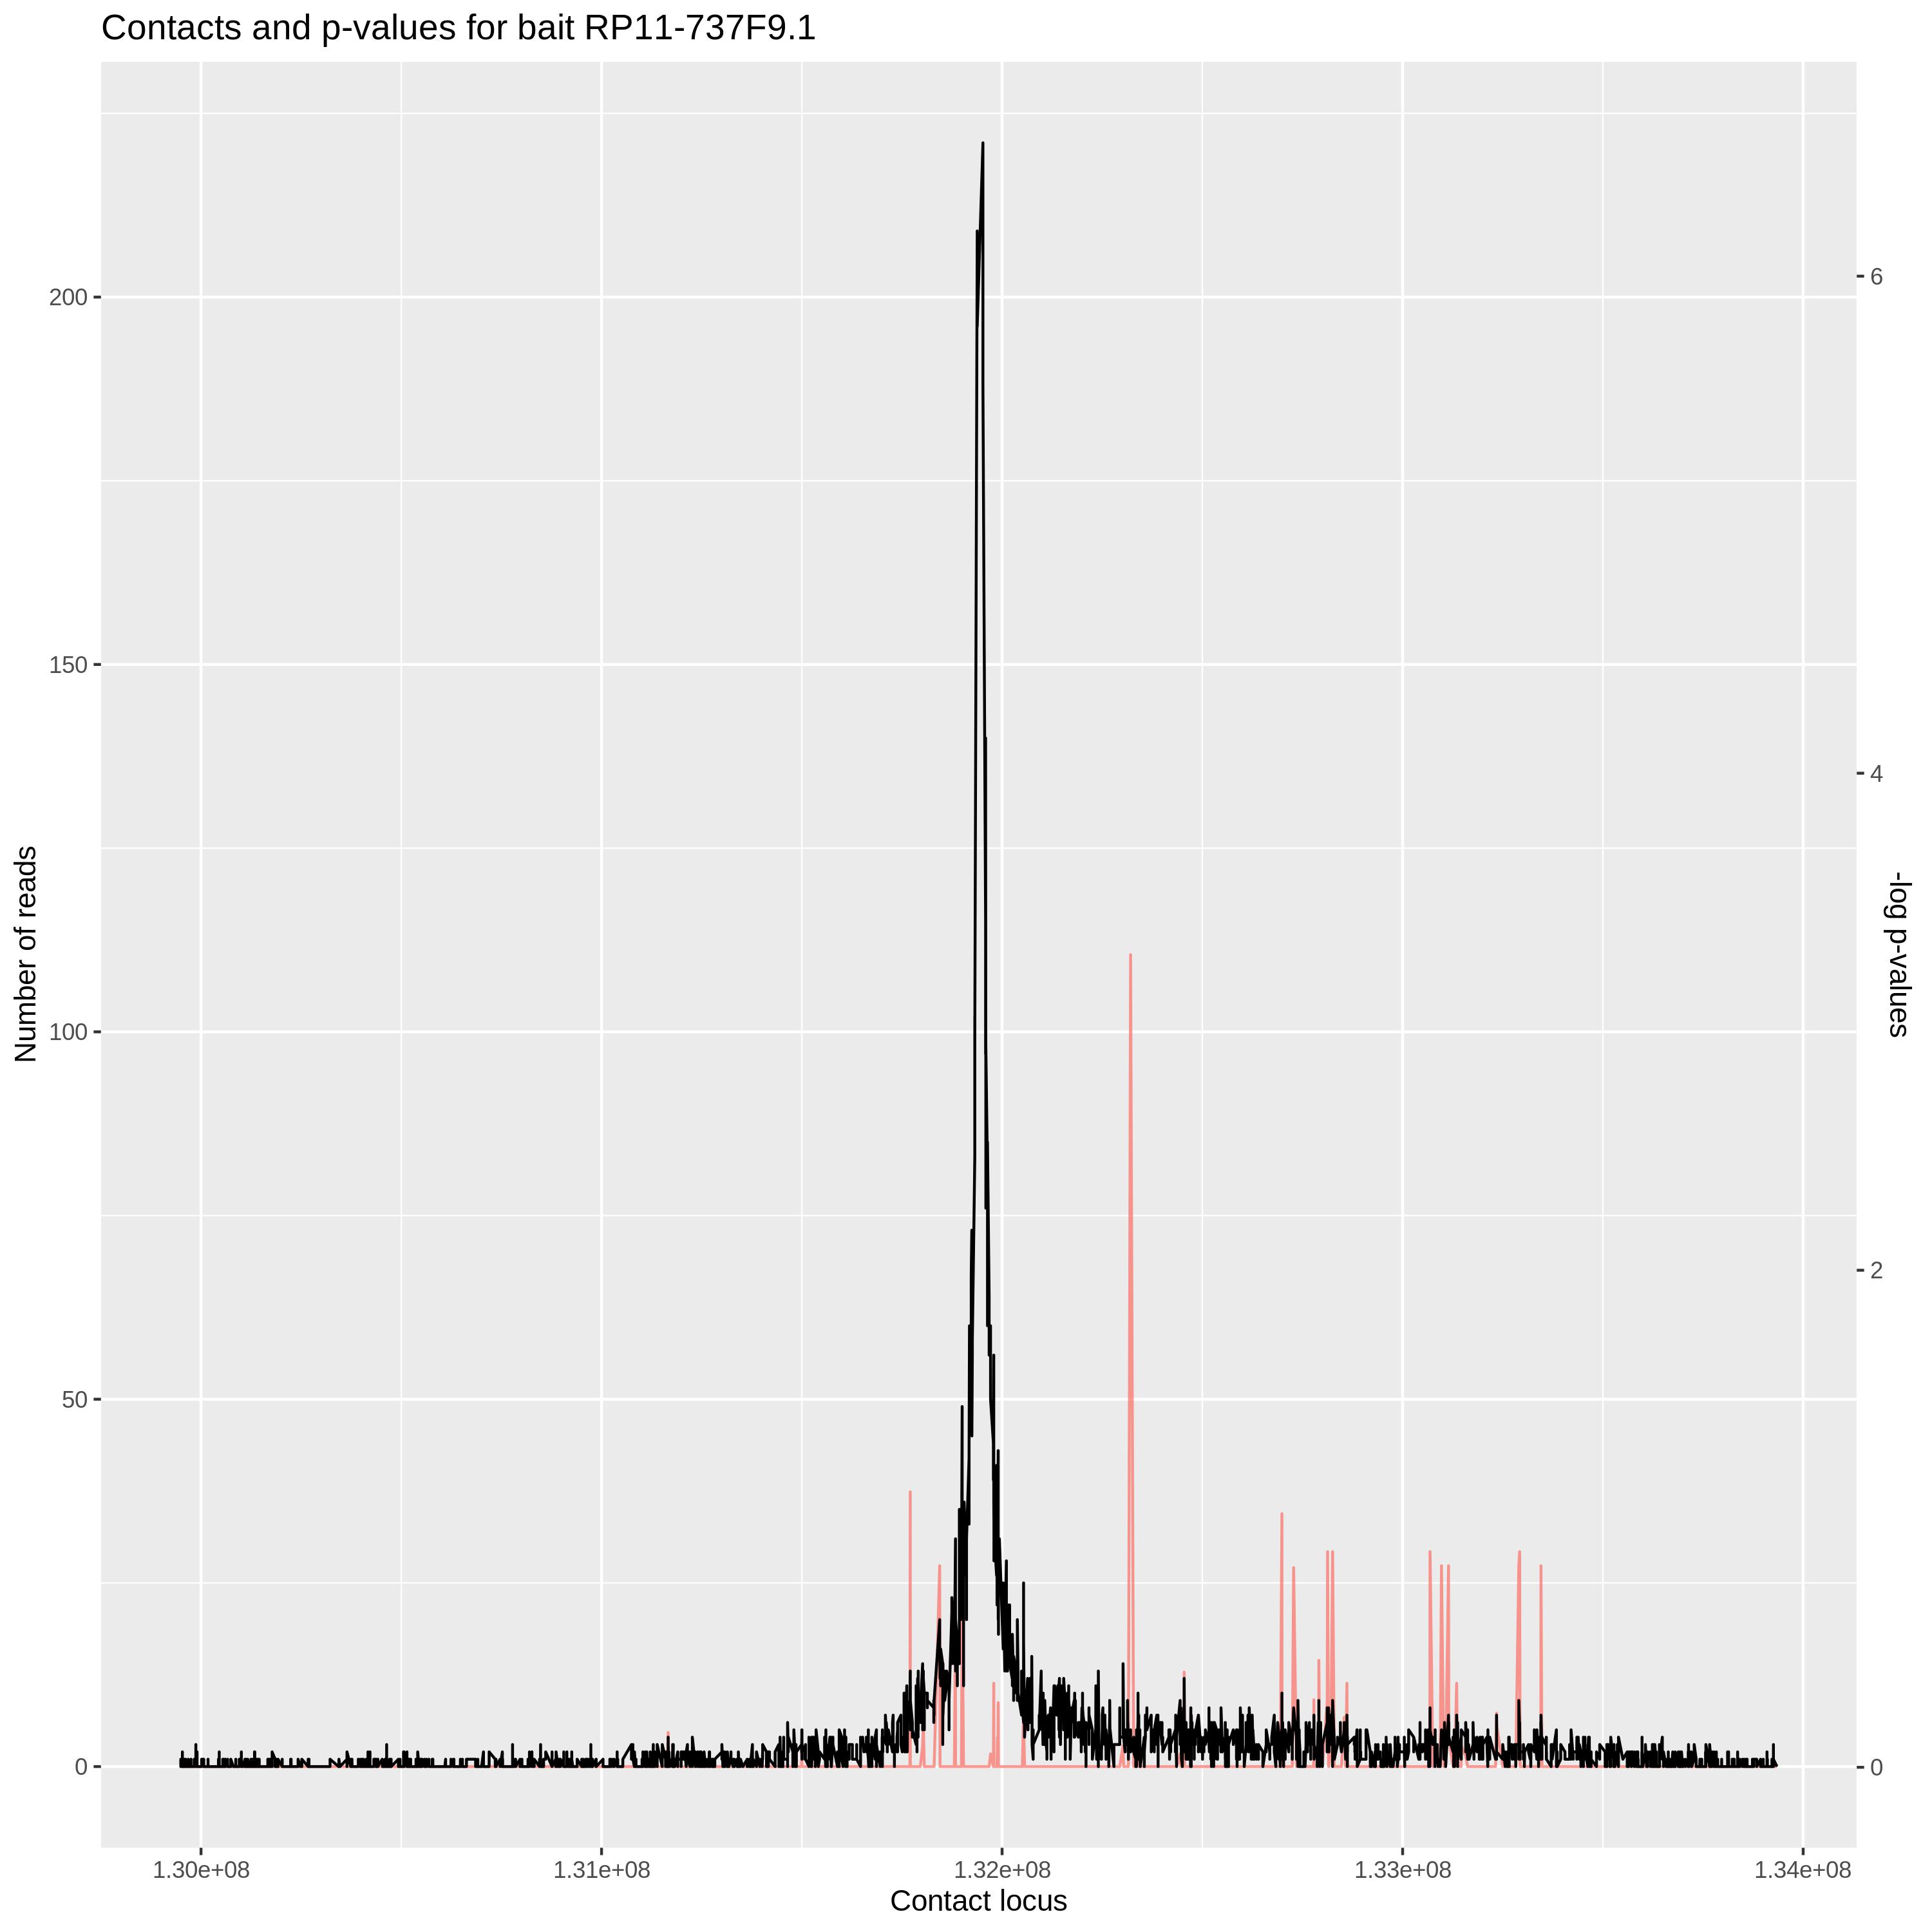 Contacts and p-values for bait RP11-737F9.1
200
150
100
50
0
6
4
2
0
Number of reads
-log p-values
1.30e+08 1.31e+08 1.32e+08 1.33e+08 1.34e+08
Contact locus